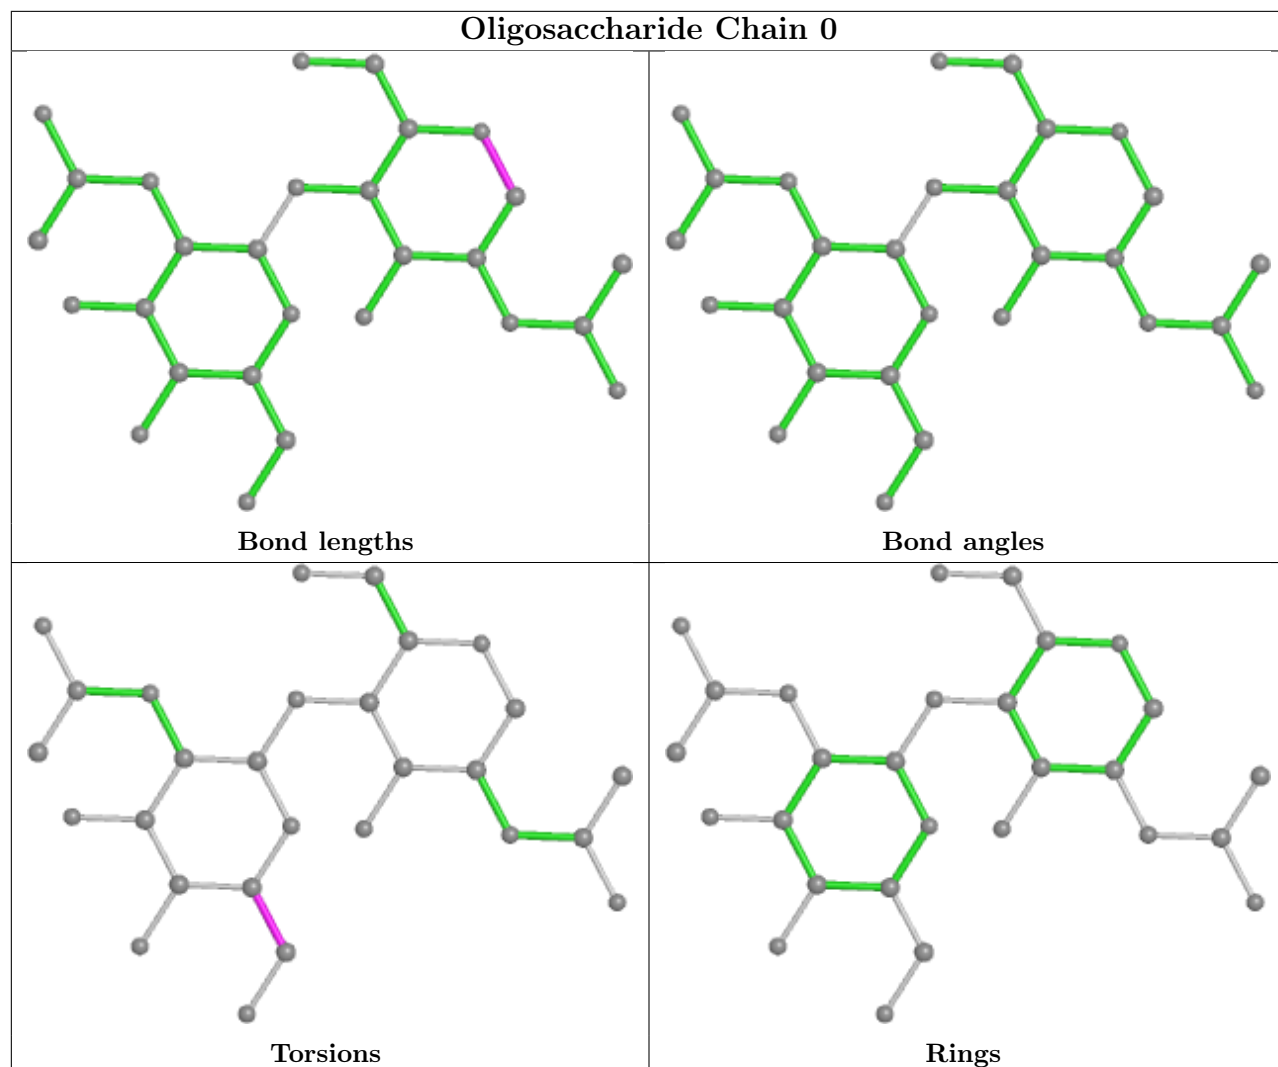 Oligosaccharide Chain 0
Bond lengths
Bond angles
Torsions
Rings